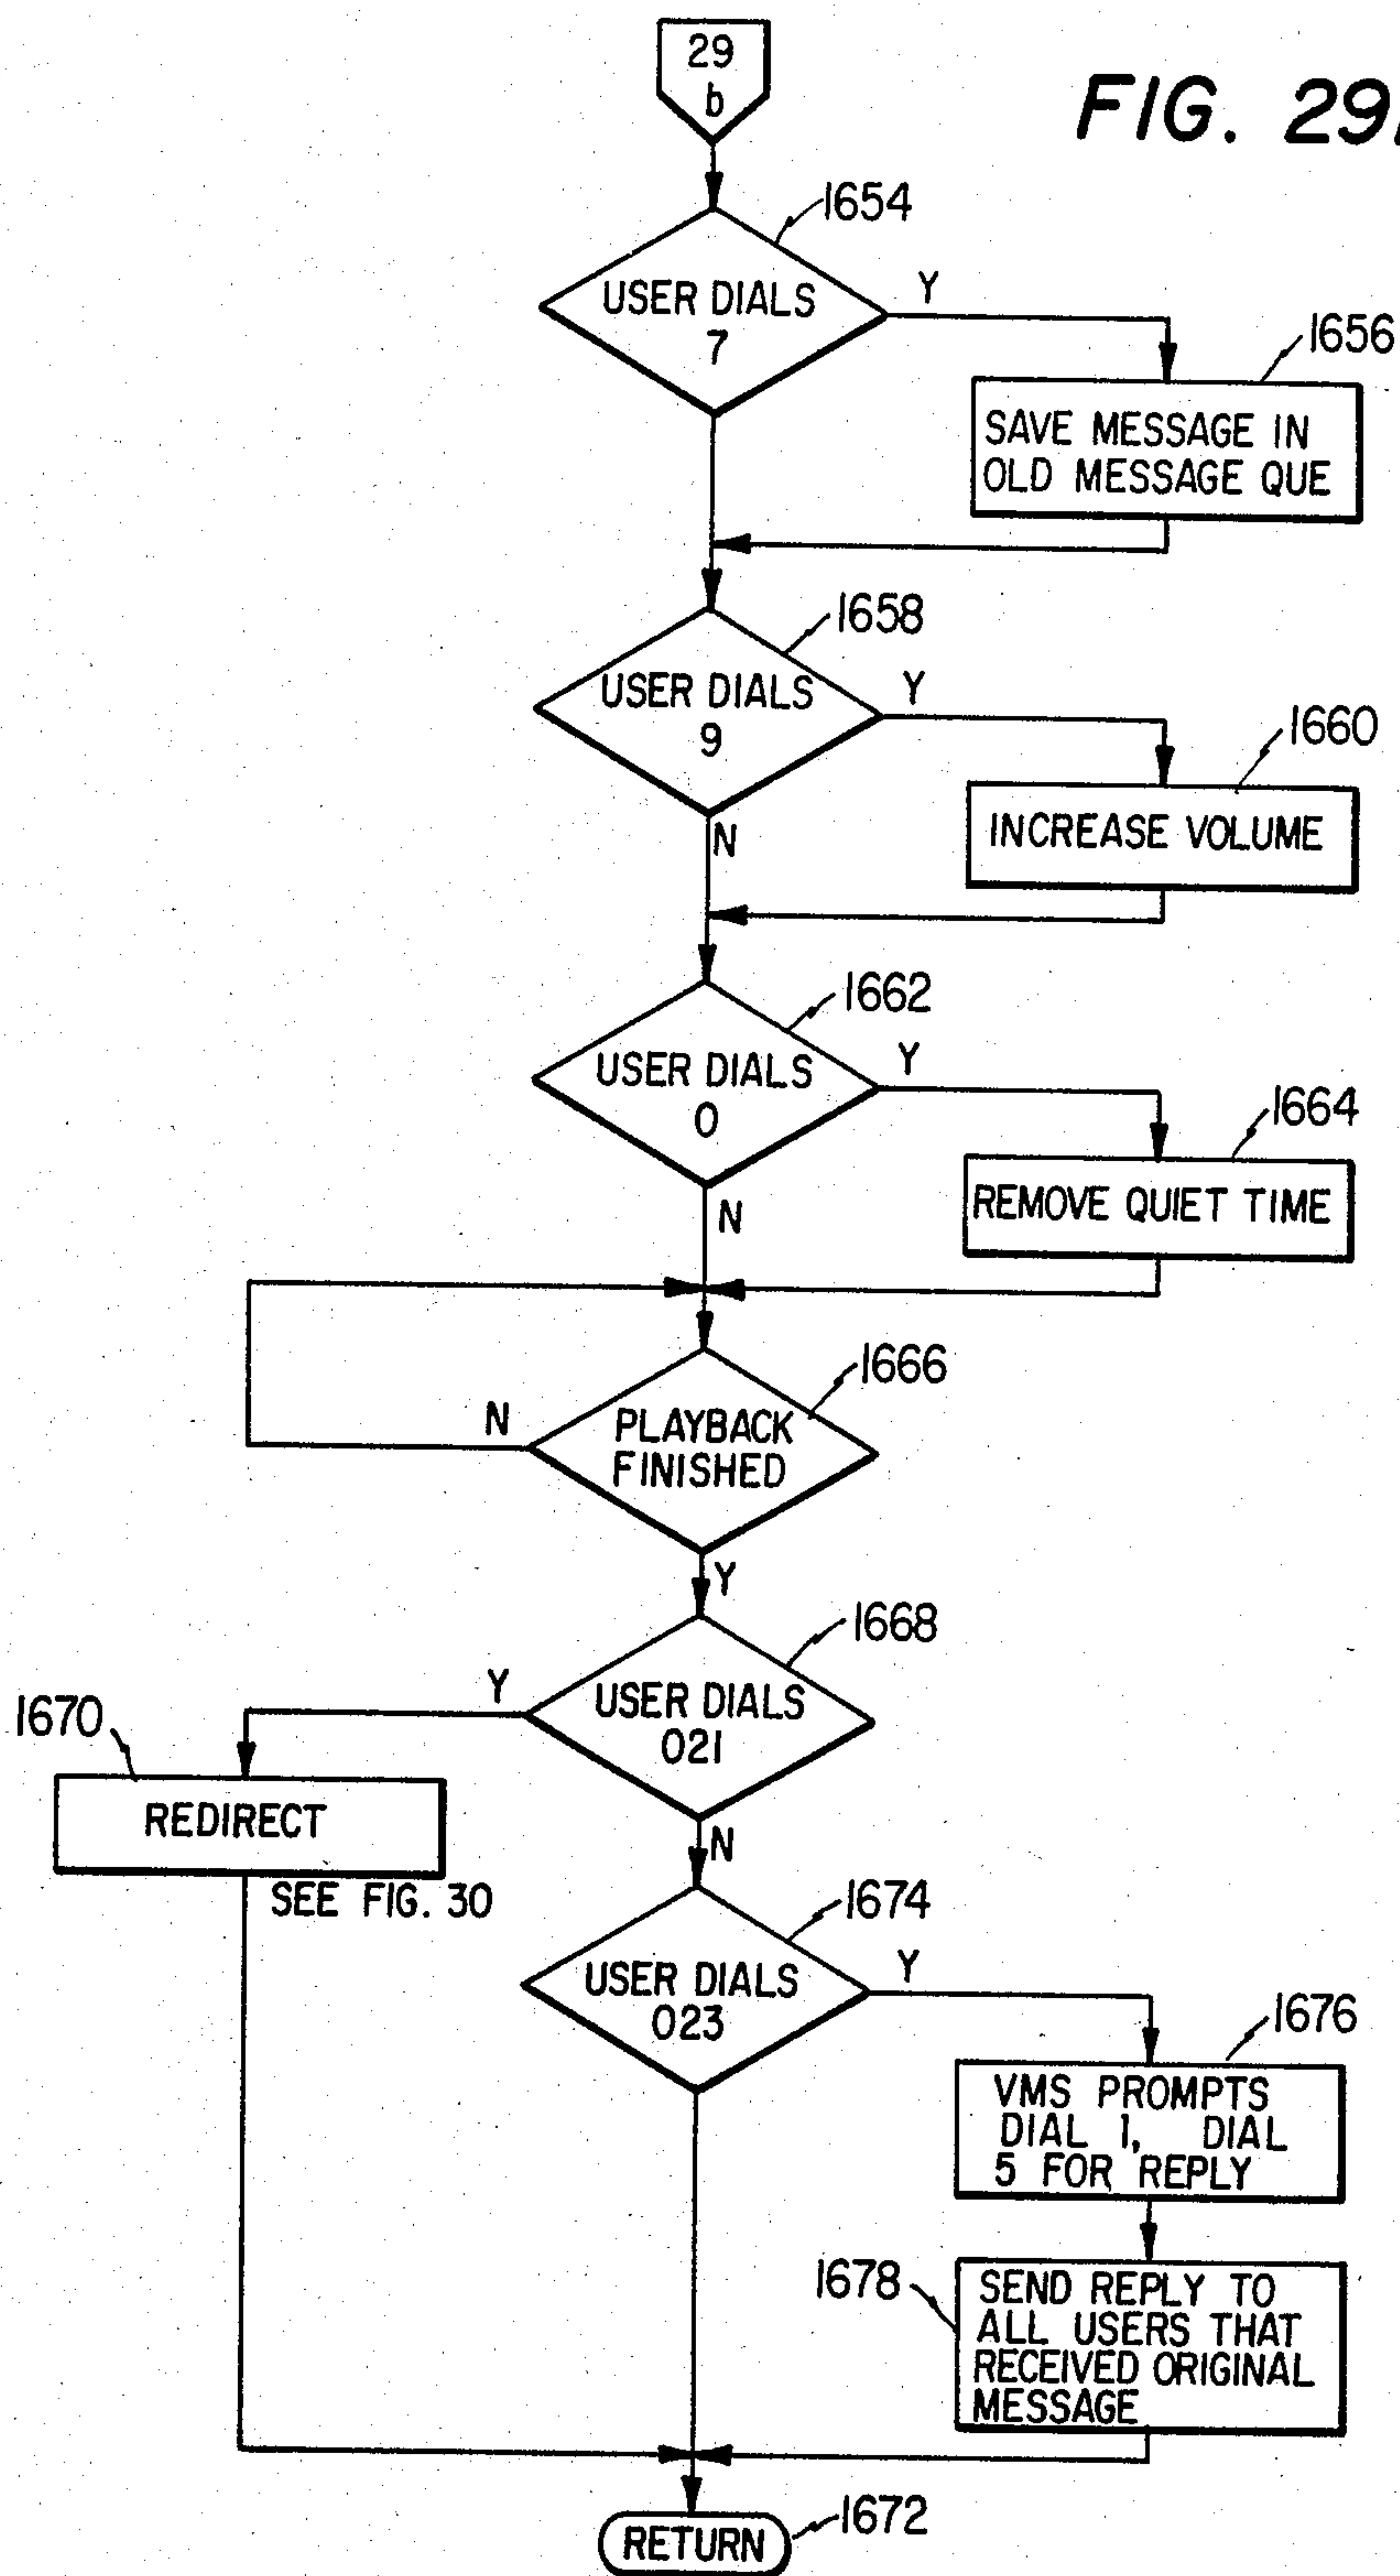 29
b
FIG. 29
1654
USER DIALS
7
Y
1656
SAVE MESSAGE IN
OLD MESSAGE QUE
1658
USER DIALS
9
Y
1660
INCREASE VOLUME
N
1662
USER DIALS
0
Y
1664
REMOVE QUIET TIME
N
1666
PLAYBACK
FINISHED
N
Y
1668
USER DIALS
021
Y
1670
REDIRECT
SEE FIG. 30
N
1674
USER DIALS
023
Y
1676
VMS PROMPTS
DIAL 1, DIAL
5 FOR REPLY
1678
SEND REPLY TO
ALL USERS THAT
RECEIVED ORIGINAL
MESSAGE
RETURN
1672